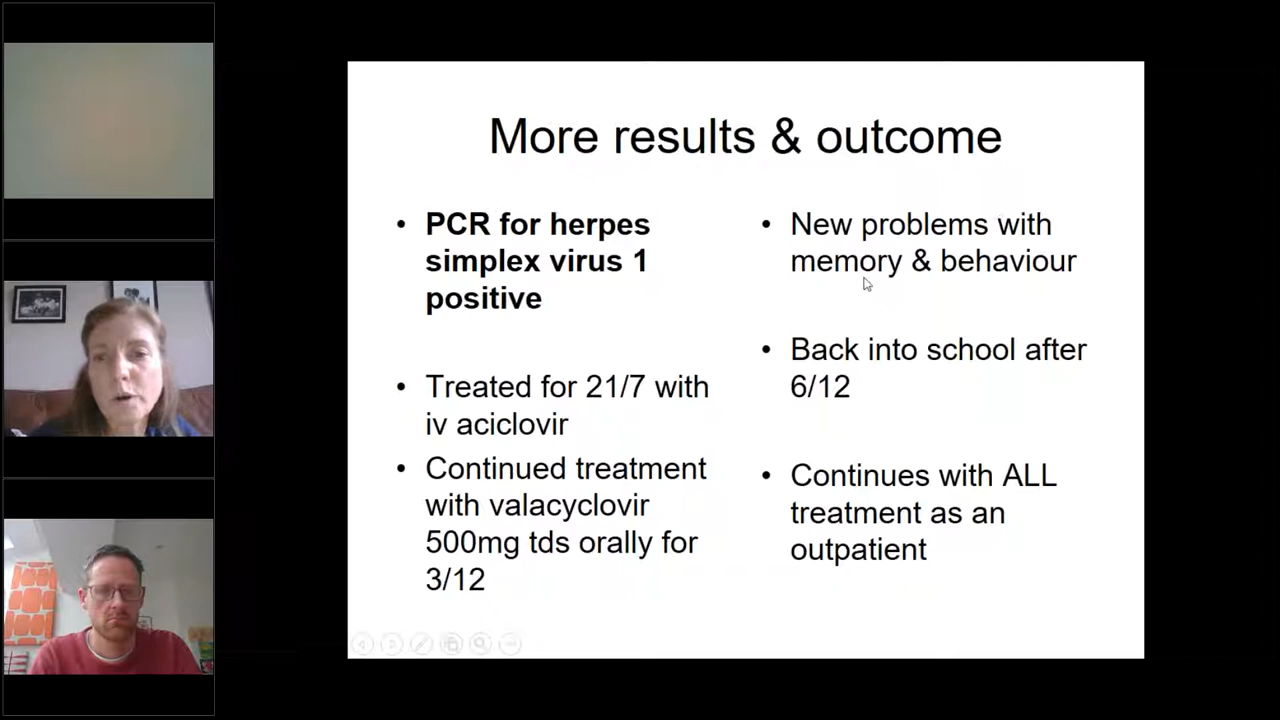 More results & outcome
• PCR for herpes
simplex virus 1
positive
• Treated for 21/7 with
iv aciclovir
• Continued treatment
with valacyclovir
500mg tds orally for
3/12
• New problems with
memory & behaviour
• Back into school after
6/12
• Continues with ALL
treatment as an
outpatient